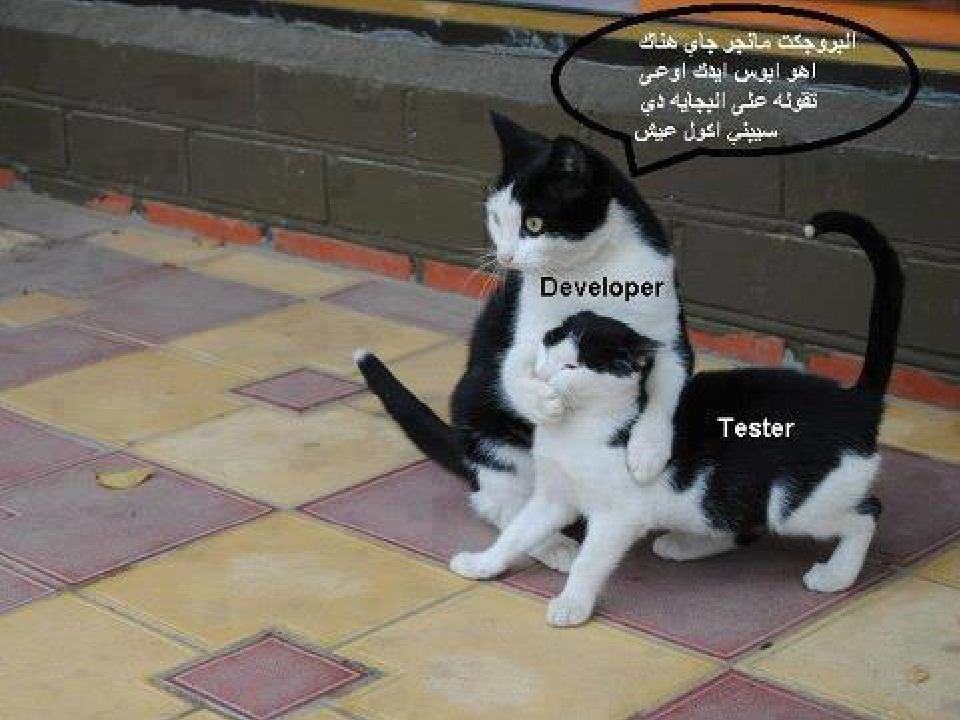 البروجكت مانجر جاي هناك
اهو ابوس ايدك اوعى
تقوله على البجايه دي
سيبني اكول عيش
Developer
Tester